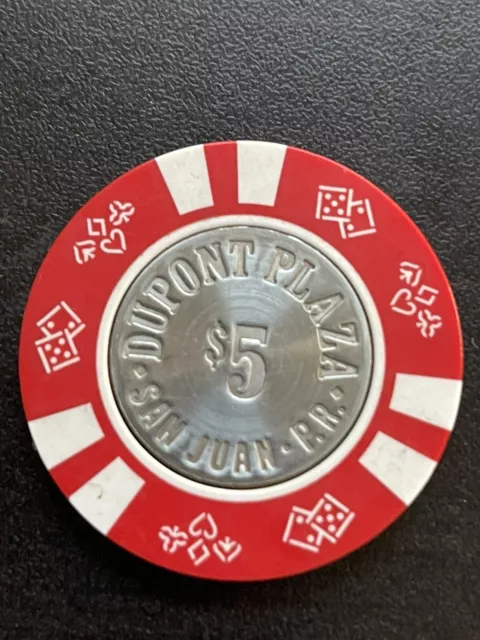 DUPONT PLAZA
$5
· SAN JUAN · P.R. ·